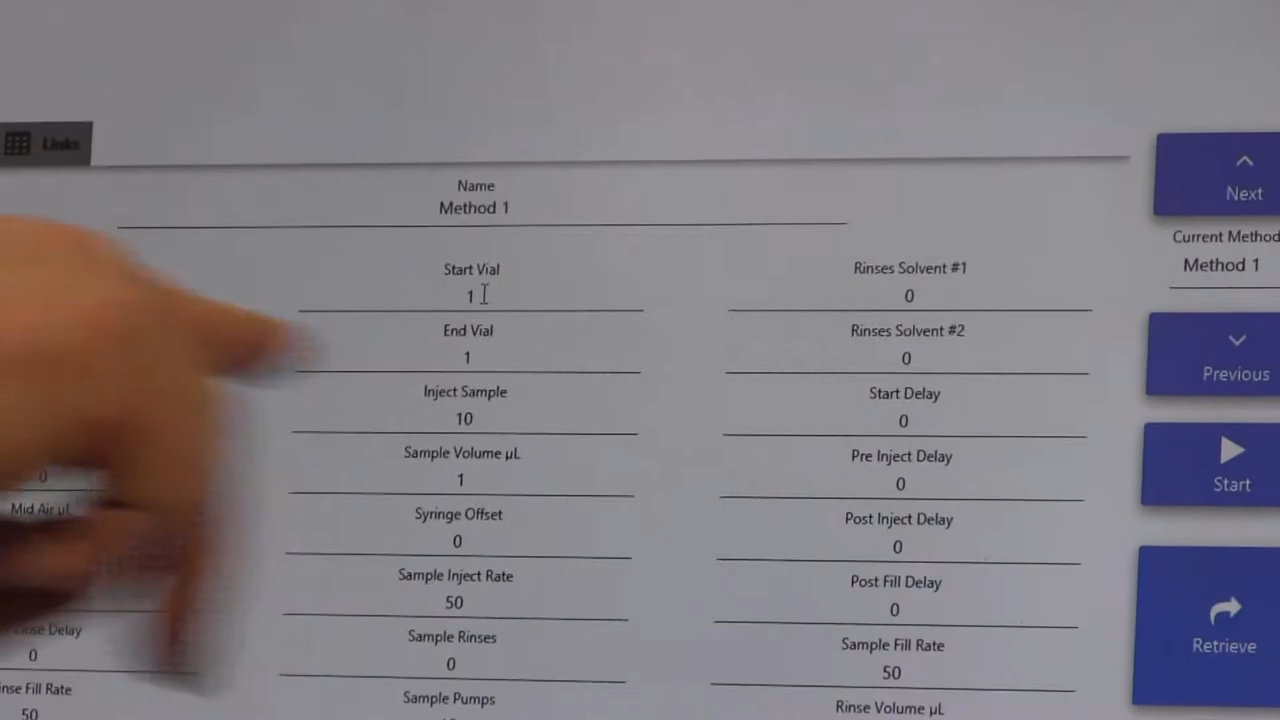 Links
Name
Method 1
Start Vial
1
End Vial
1
Inject Sample
10
Sample Volume µL
1
Syringe Offset
0
Sample Inject Rate
50
Sample Rinses
0
Sample Pumps
Rinses Solvent #1
0
Rinses Solvent #2
0
Start Delay
0
Pre Inject Delay
0
Post Inject Delay
0
Post Fill Delay
0
Sample Fill Rate
50
Rinse Volume µL
0
Mid Air µL
Delay
0
Fill Rate
50
Next
Current Method
Method 1
Previous
Start
Retrieve